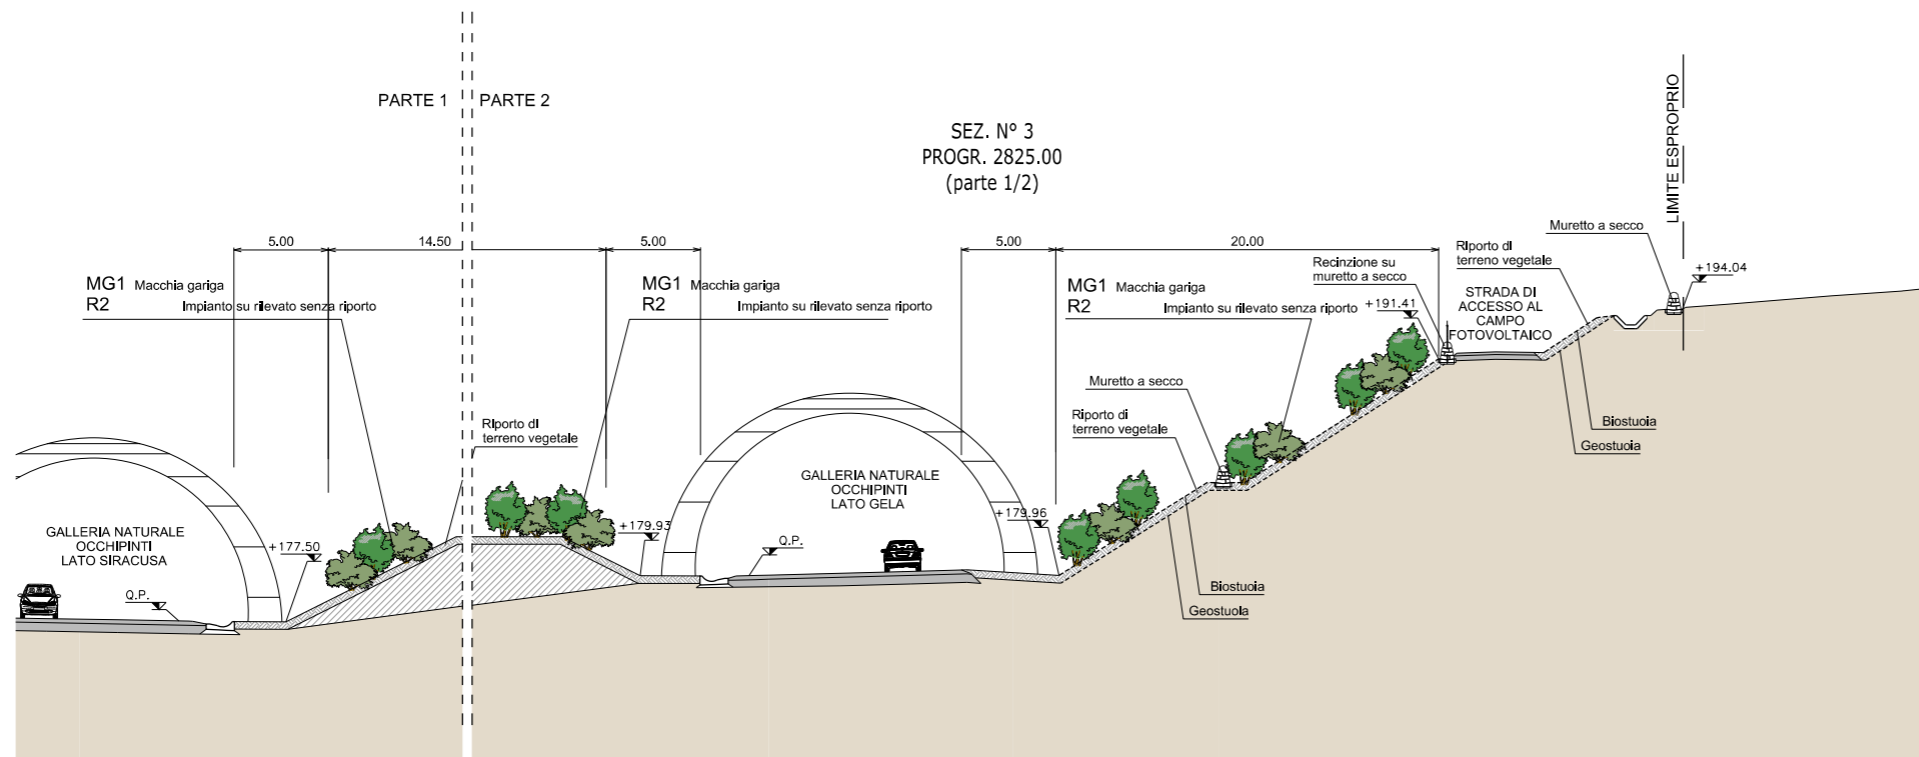 PARTE 1
PARTE 2
SEZ. N° 3
PROGR. 2825.00
(parte 1/2)
LIMITE ESPROPRIO
5.00
14.50
5.00
5.00
20.00
MG1 Macchia gariga
R2 Impianto su rilevato senza riporto
MG1 Macchia gariga
R2 Impianto su rilevato senza riporto
MG1 Macchia gariga
R2 Impianto su rilevato senza riporto
Recinzione su
muretto a secco
+191.41
Muretto a secco
Riporto di
terreno vegetale
+194.04
STRADA DI
ACCESSO AL
CAMPO
FOTOVOLTAICO
Muretto a secco
Riporto di
terreno vegetale
Biostuoia
Geostuoia
Riporto di
terreno vegetale
GALLERIA NATURALE
OCCHIPINTI
LATO GELA
+179.93
+179.96
Q.P.
GALLERIA NATURALE
OCCHIPINTI
LATO SIRACUSA
+177.50
Q.P.
Biostuoia
Geostuoia